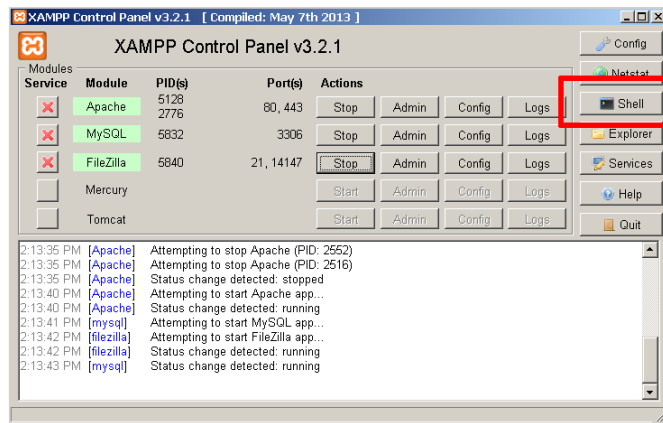 XAMPP Control Panel v3.2.1 [ Compiled: May 7th 2013 ]
XAMPP Control Panel v3.2.1
Config
Modules
Service Module PID(s) Port(s) Actions
Netstat
Apache 5128 2776 80, 443 Stop Admin Config Logs
Shell
MySQL 5832 3306 Stop Admin Config Logs
Explorer
FileZilla 5840 21, 14147 Stop Admin Config Logs
Services
Mercury Start Admin Config Logs
Help
Tomcat Start Admin Config Logs
Quit
2:13:35 PM [Apache] Attempting to stop Apache (PID: 2552)
2:13:35 PM [Apache] Attempting to stop Apache (PID: 2516)
2:13:35 PM [Apache] Status change detected: stopped
2:13:40 PM [Apache] Attempting to start Apache app...
2:13:40 PM [Apache] Status change detected: running
2:13:41 PM [mysql] Attempting to start MySQL app...
2:13:42 PM [filezilla] Attempting to start FileZilla app...
2:13:42 PM [filezilla] Status change detected: running
2:13:43 PM [mysql] Status change detected: running